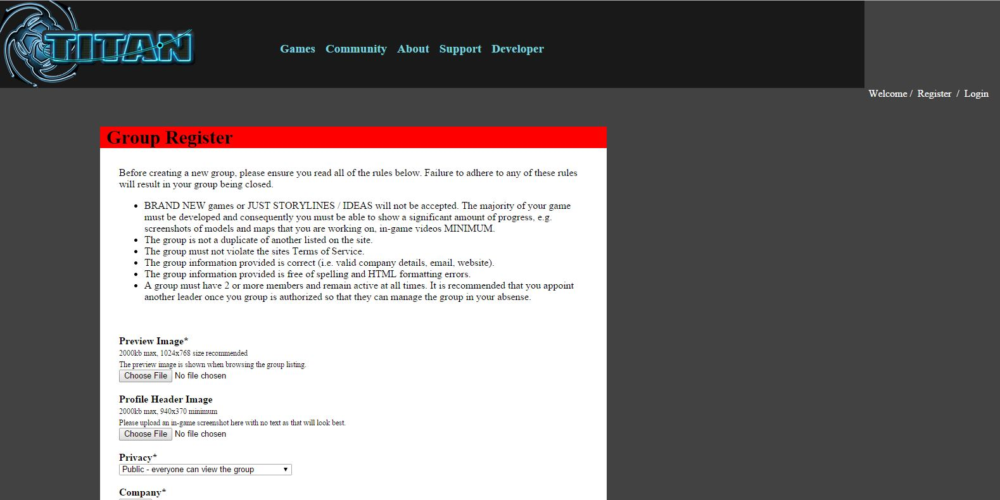 TITAN
Games Community About Support Developer
Welcome / Register / Login
Group Register
Before creating a new group, please ensure you read all of the rules below. Failure to adhere to any of these rules
will result in your group being closed.
• BRAND NEW games or JUST STORYLINES / IDEAS will not be accepted. The majority of your game
must be developed and consequently you must be able to show a significant amount of progress, e.g.
screenshots of models and maps that you are working on, in-game videos MINIMUM.
• The group is not a duplicate of another listed on the site.
• The group must not violate the sites Terms of Service.
• The group information provided is correct (i.e. valid company details, email, website).
• The group information provided is free of spelling and HTML formatting errors.
• A group must have 2 or more members and remain active at all times. It is recommended that you appoint
another leader once you group is authorized so that they can manage the group in your absense.
Preview Image*
2000kb max, 1024x768 size recommended
The preview image is shown when browsing the group listing.
Choose File No file chosen
Profile Header Image
2000kb max, 940x370 minimum
Please upload an in-game screenshot here with no text as that will look best.
Choose File No file chosen
Privacy*
Public - everyone can view the group
Company*